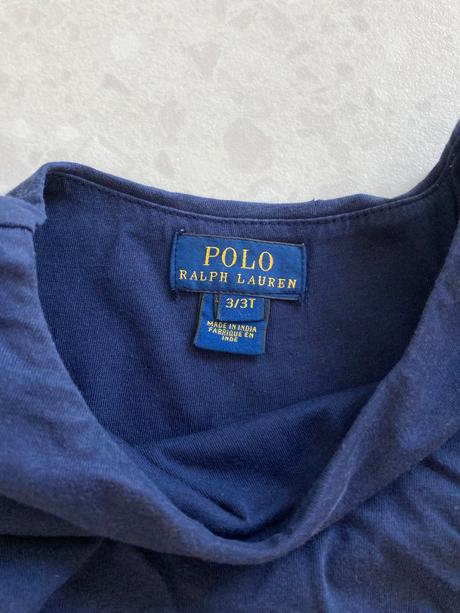 POLO
RALPH LAUREN
3/3T
MADE IN INDIA
FABRIQUE EN
INDE